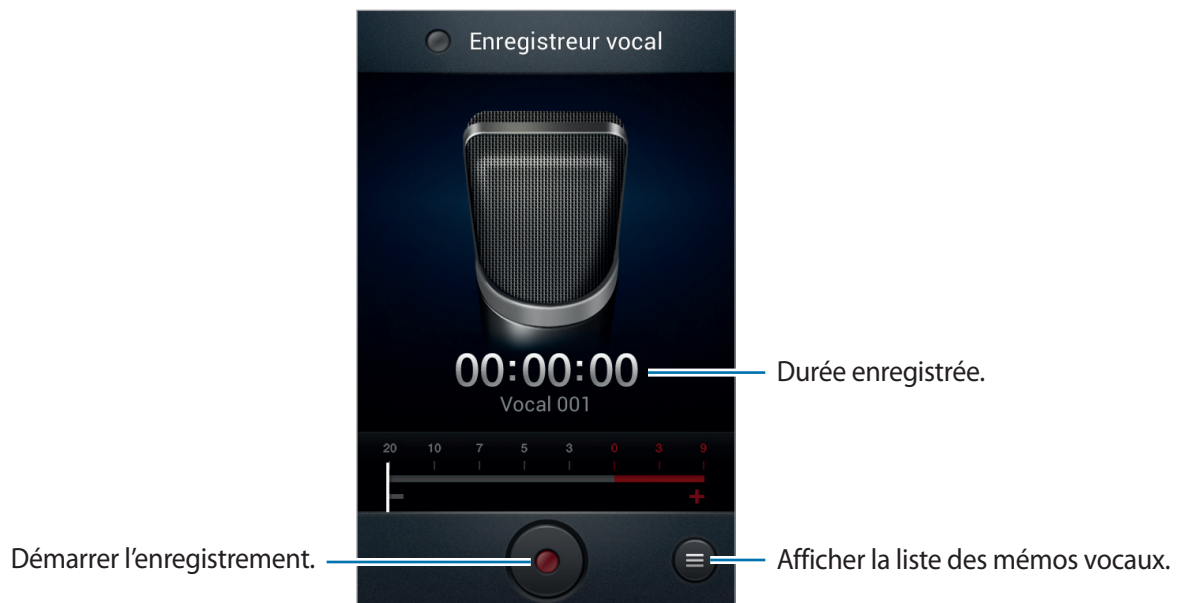 Enregistreur vocal
00:00:00
Durée enregistrée.
Vocal 001
20 10 7 5 3 0 3 9
- +
Démarrer l’enregistrement.
Afficher la liste des mémos vocaux.